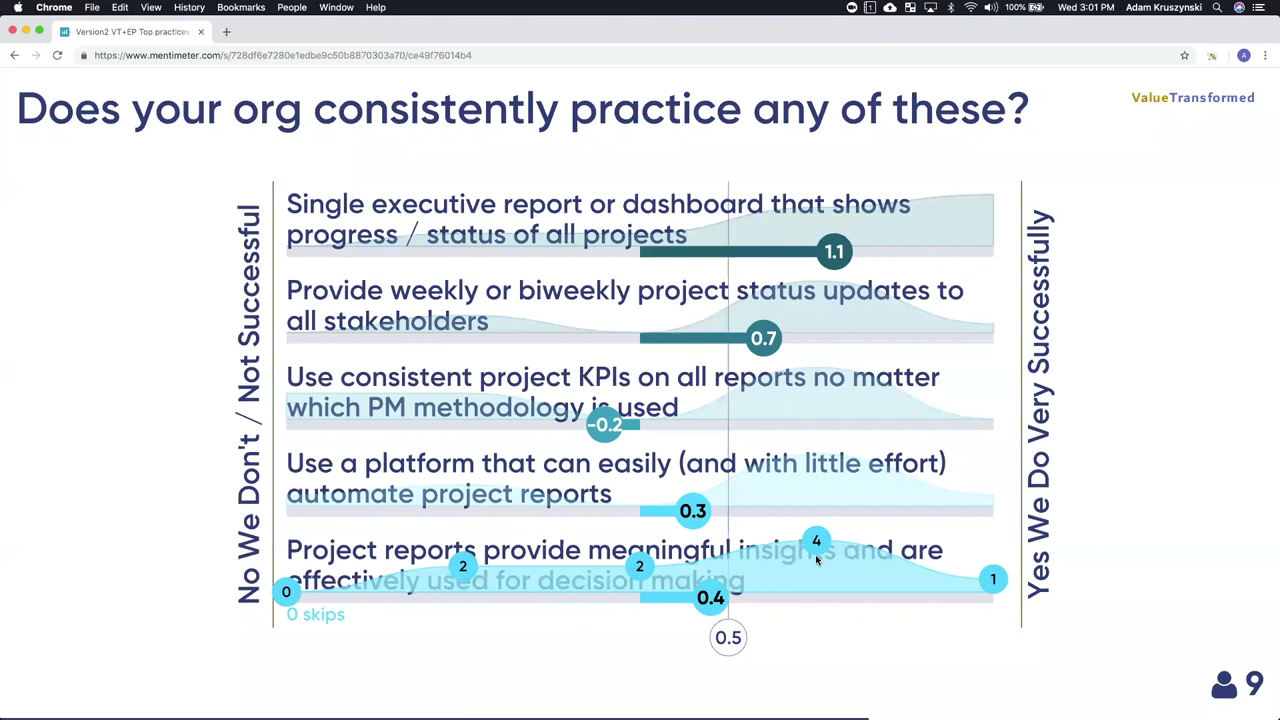 Chrome File Edit View History Bookmarks People Window Help 100% Wed 3:01 PM Adam Kruszynski
Version2 VT+EP Top practices
https://www.mentimeter.com/s/728df6e7280e1edbe9c50b8870303a70/ce49f76014b4
A
Does your org consistently practice any of these?
ValueTransformed
No We Don't / Not Successful
Single executive report or dashboard that shows
progress / status of all projects
1.1
Provide weekly or biweekly project status updates to
all stakeholders
0.7
Use consistent project KPIs on all reports no matter
which PM methodology is used
-0.2
Use a platform that can easily (and with little effort)
automate project reports
0.3
Project reports provide meaningful insights and are
effectively used for decision making
0 2 2 4 1
0.4
0 skips
0.5
Yes We Do Very Successfully
9